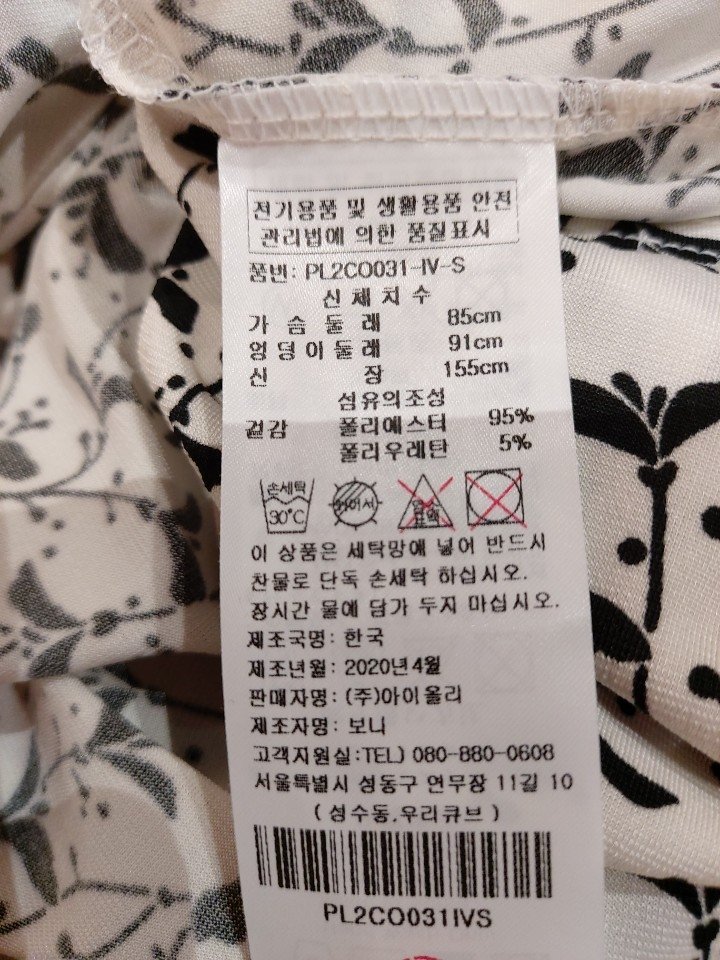 전기용품 및 생활용품 안전
관리법에 의한 품질표시
품번: PL2CO031-IV-S
신체치수
가슴둘레 85cm
엉덩이둘레 91cm
신장 155cm
섬유의조성
겉감 폴리에스터 95%
폴리우레탄 5%
손세탁
30℃
이 상품은 세탁망에 넣어 반드시
찬물로 단독 손세탁 하십시오.
장시간 물에 담가 두지 마십시오.
제조국명: 한국
제조년월: 2020년4월
판매자명: (주)아이올리
제조자명: 보니
고객지원실:TEL) 080-880-0608
서울특별시 성동구 연무장 11길 10
( 성수동,우리큐브 )
PL2CO031IVS